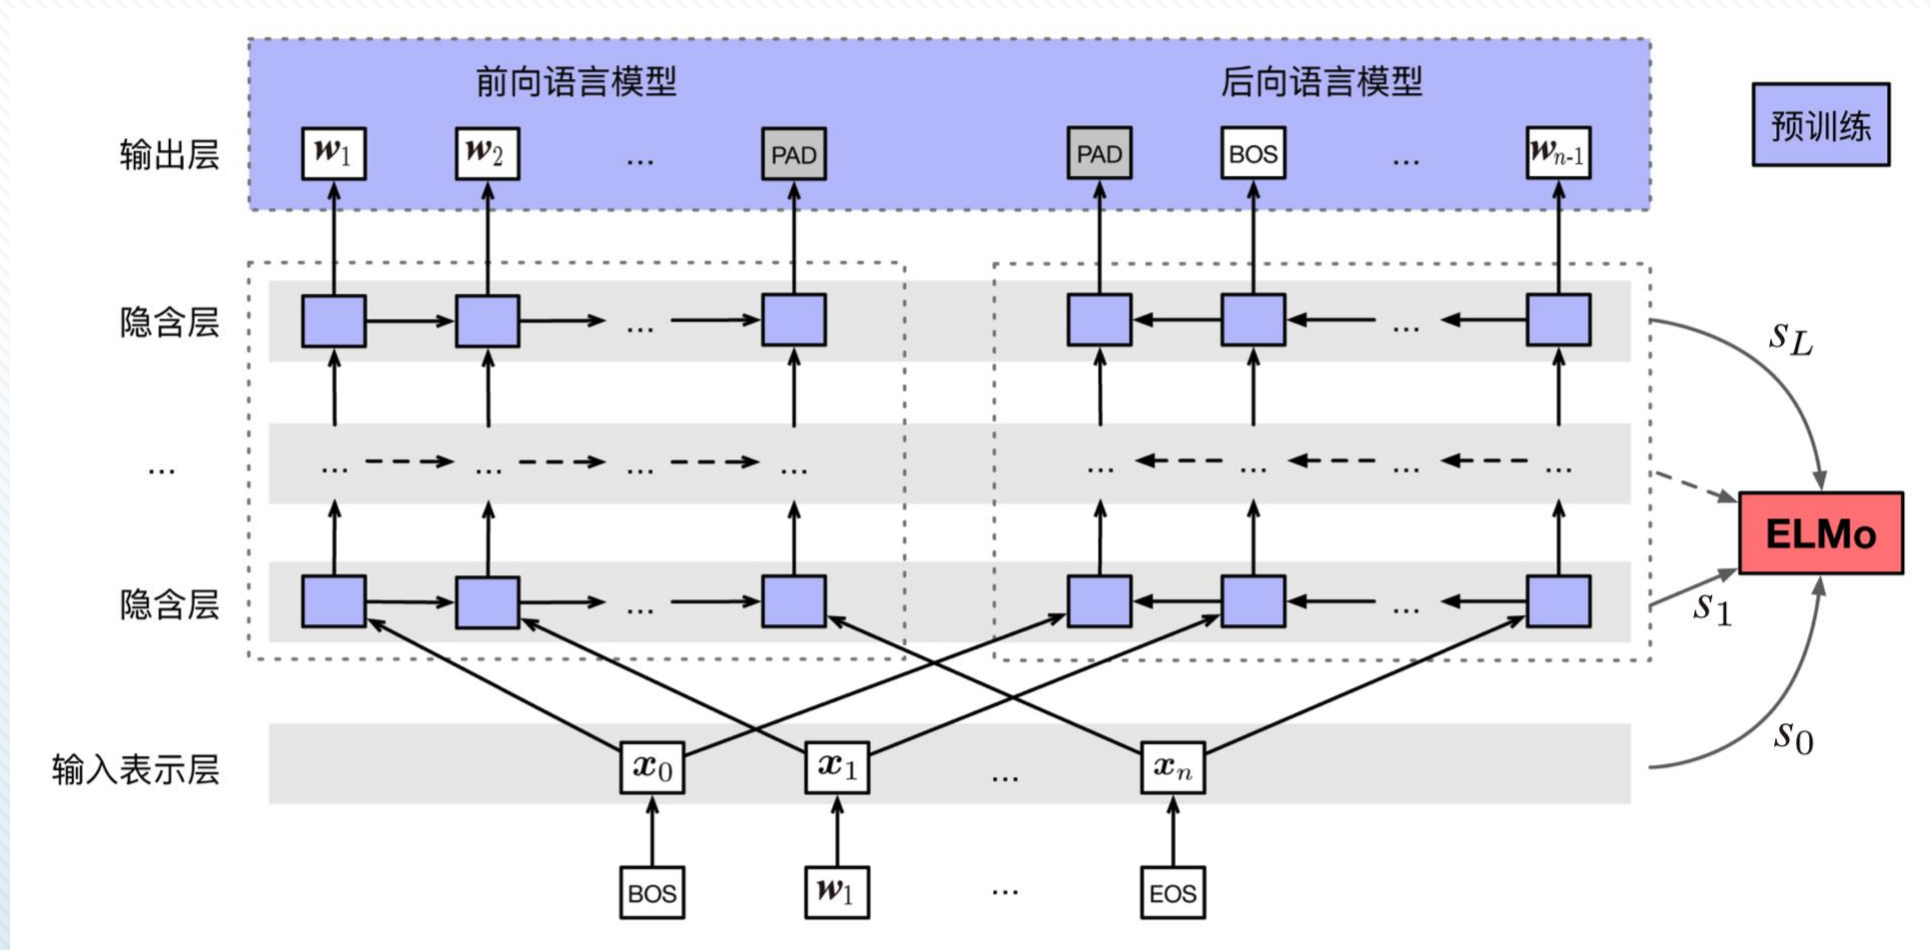 前向语言模型 后向语言模型
预训练
输出层 w1 w2 ... PAD PAD BOS ... wn-1
隐含层 ... ...
sL
... ... ... ... ... ... ... ... ...
ELMo
隐含层 ... ...
s1
输入表示层 x0 x1 ... xn
s0
BOS w1 ... EOS